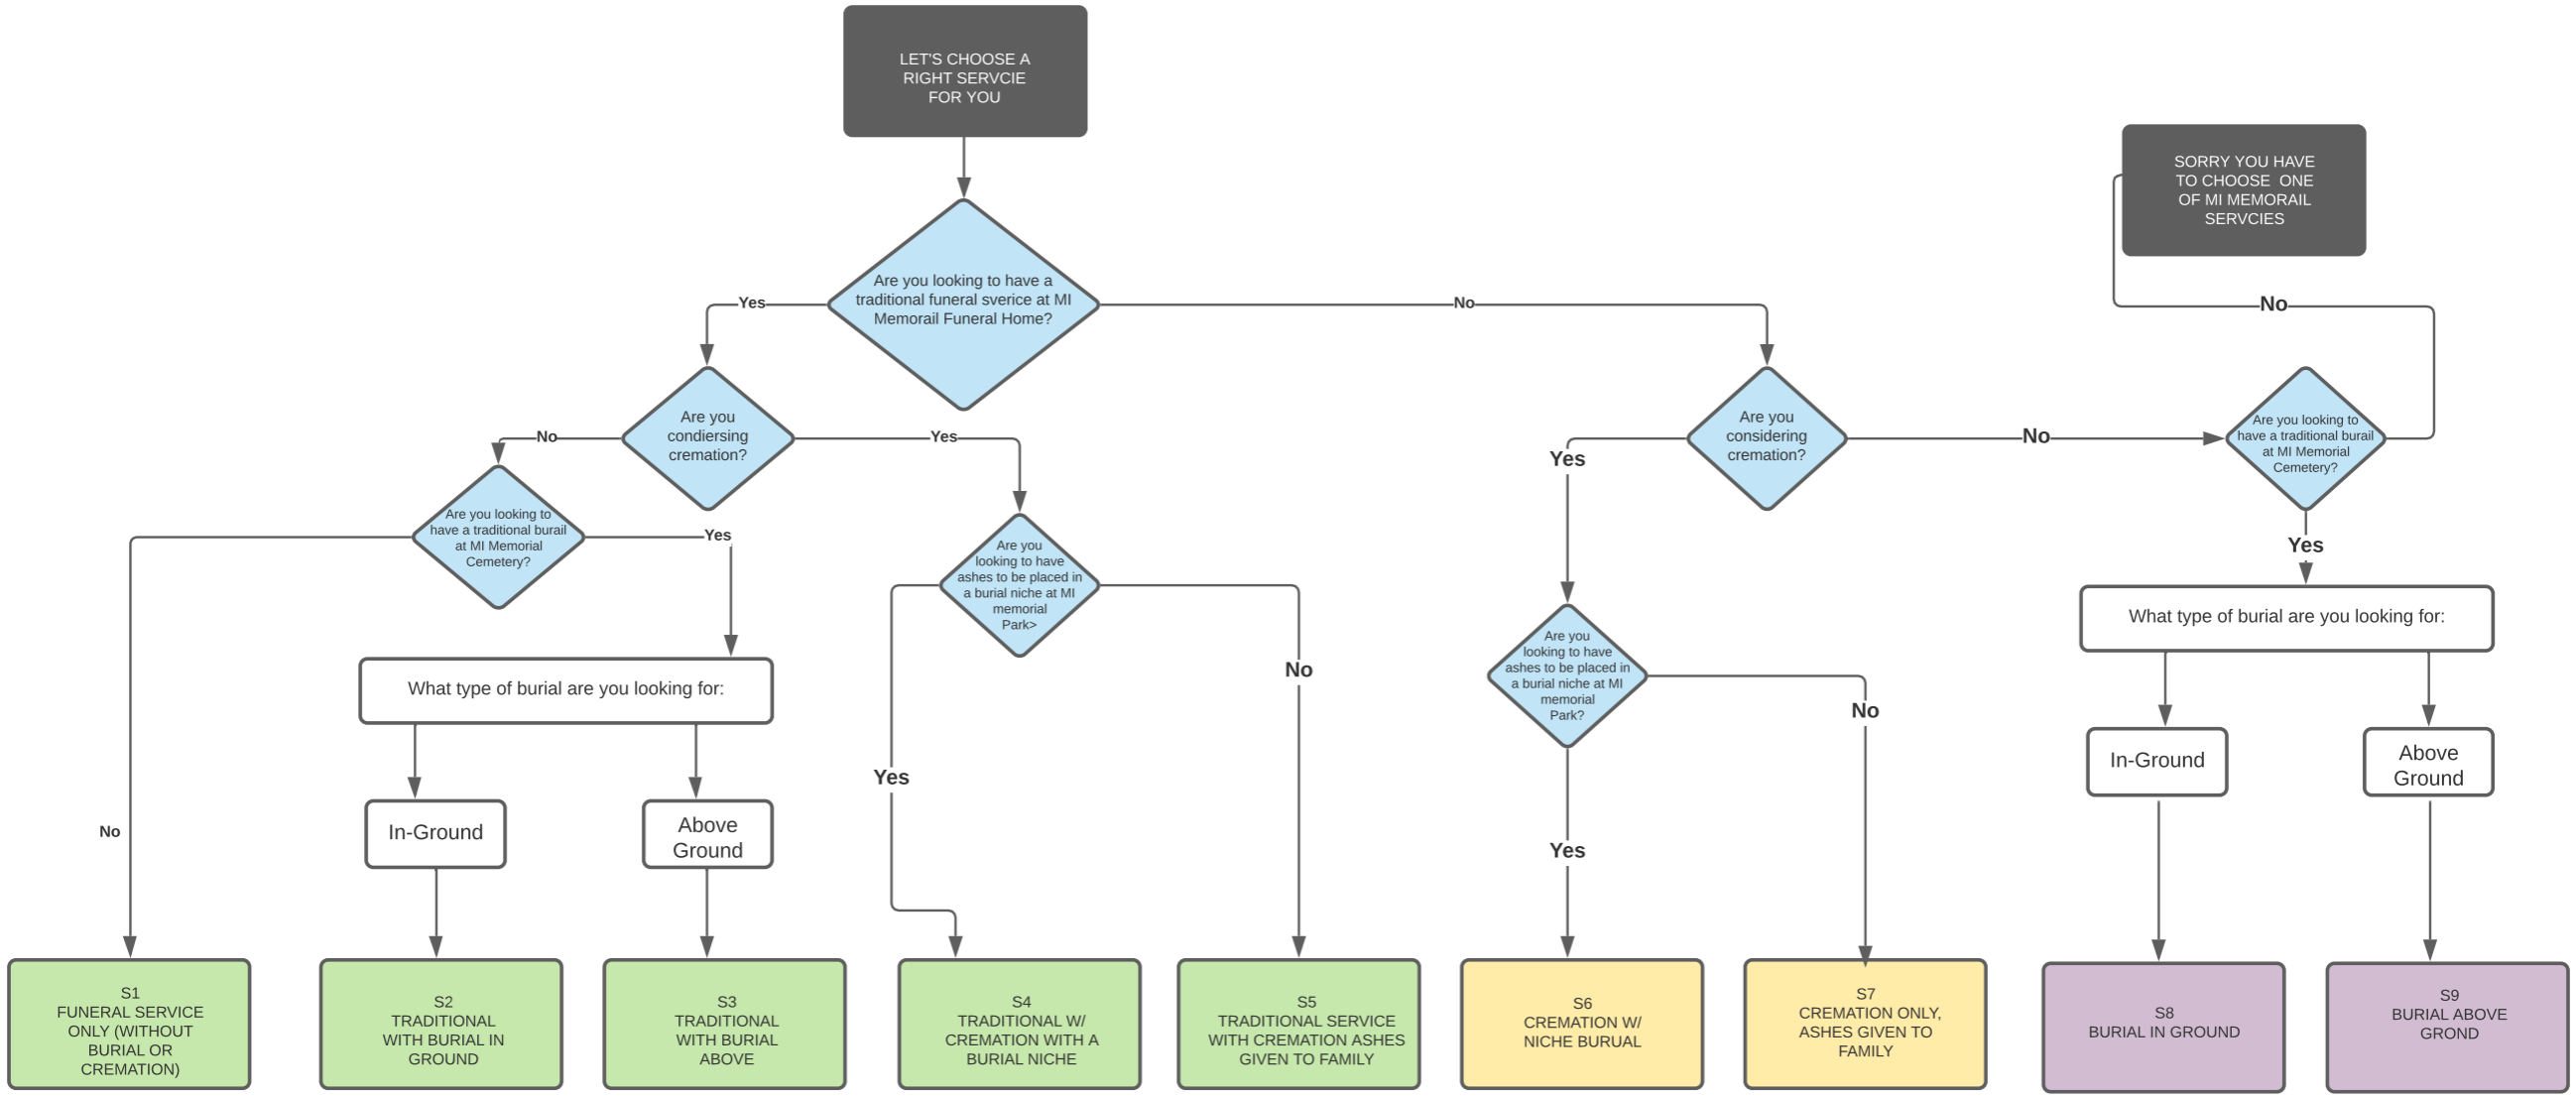 LET'S CHOOSE A
RIGHT SERVCIE
FOR YOU
SORRY YOU HAVE
TO CHOOSE ONE
OF MI MEMORAIL
SERVCIES
Are you looking to have a
traditional funeral sverice at MI
Memorail Funeral Home?
Yes
No
No
Are you
condiersing
cremation?
No
Yes
Are you
considering
cremation?
Yes
No
Are you looking to
have a traditional burail
at MI Memorial
Cemetery?
Are you looking to
have a traditional burail
at MI Memorial
Cemetery?
Yes
No
Are you
looking to have
ashes to be placed in
a burial niche at MI
memorial
Park>
Yes
No
Are you
looking to have
ashes to be placed in
a burial niche at MI
memorial
Park?
Yes
No
Yes
What type of burial are you looking for:
In-Ground
Above
Ground
What type of burial are you looking for:
In-Ground
Above
Ground
S1
FUNERAL SERVICE
ONLY (WITHOUT
BURIAL OR
CREMATION)
S2
TRADITIONAL
WITH BURIAL IN
GROUND
S3
TRADITIONAL
WITH BURIAL
ABOVE
S4
TRADITIONAL W/
CREMATION WITH A
BURIAL NICHE
S5
TRADITIONAL SERVICE
WITH CREMATION ASHES
GIVEN TO FAMILY
S6
CREMATION W/
NICHE BURUAL
S7
CREMATION ONLY,
ASHES GIVEN TO
FAMILY
S8
BURIAL IN GROUND
S9
BURIAL ABOVE
GROND